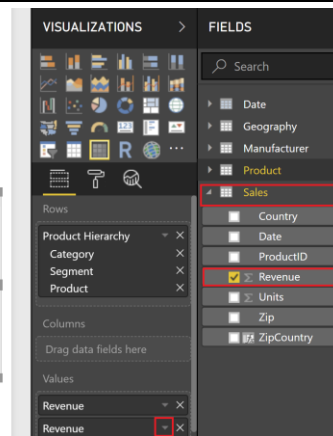 VISUALIZATIONS >
Rows
Product Hierarchy
Category
Segment
Product
Columns
Drag data fields here
Values
Revenue
Revenue
FIELDS
Search
Date
Geography
Manufacturer
Product
Sales
Country
Date
ProductID
Σ Revenue
Σ Units
Zip
ZipCountry